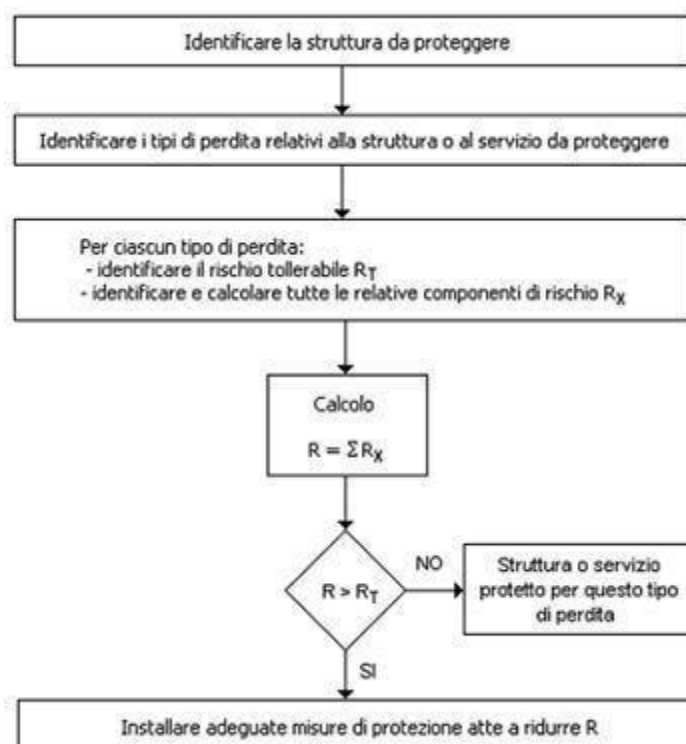 Identificare la struttura da proteggere
Identificare i tipi di perdita relativi alla struttura o al servizio da proteggere
Per ciascun tipo di perdita:
- identificare il rischio tollerabile RT
- identificare e calcolare tutte le relative componenti di rischio RX
Calcolo
R = ΣRX
R > RT
NO
Struttura o servizio
protetto per questo tipo
di perdita
SI
Installare adeguate misure di protezione atte a ridurre R